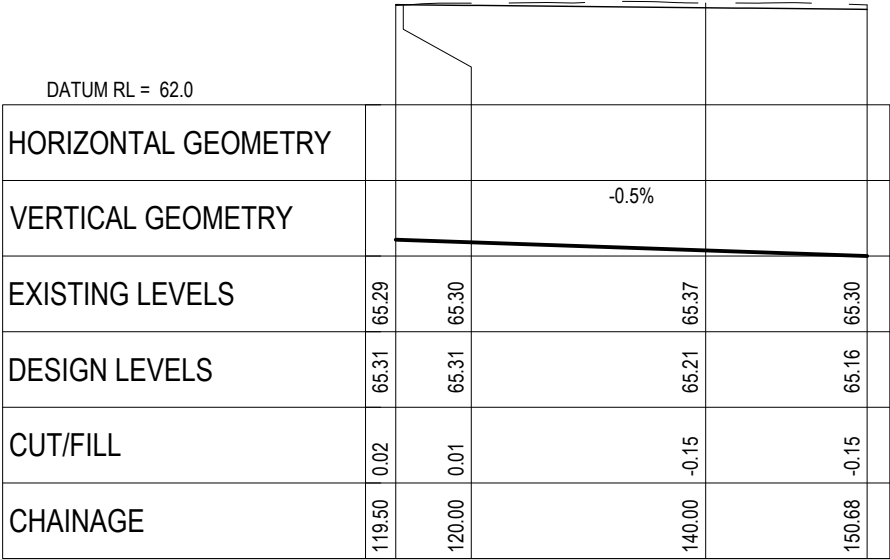 DATUM RL = 62.0
HORIZONTAL GEOMETRY
VERTICAL GEOMETRY
-0.5%
EXISTING LEVELS 65.29 65.30 65.37 65.30
DESIGN LEVELS 65.31 65.31 65.21 65.16
CUT/FILL 0.02 0.01 -0.15 -0.15
CHAINAGE 119.50 120.00 140.00 150.68